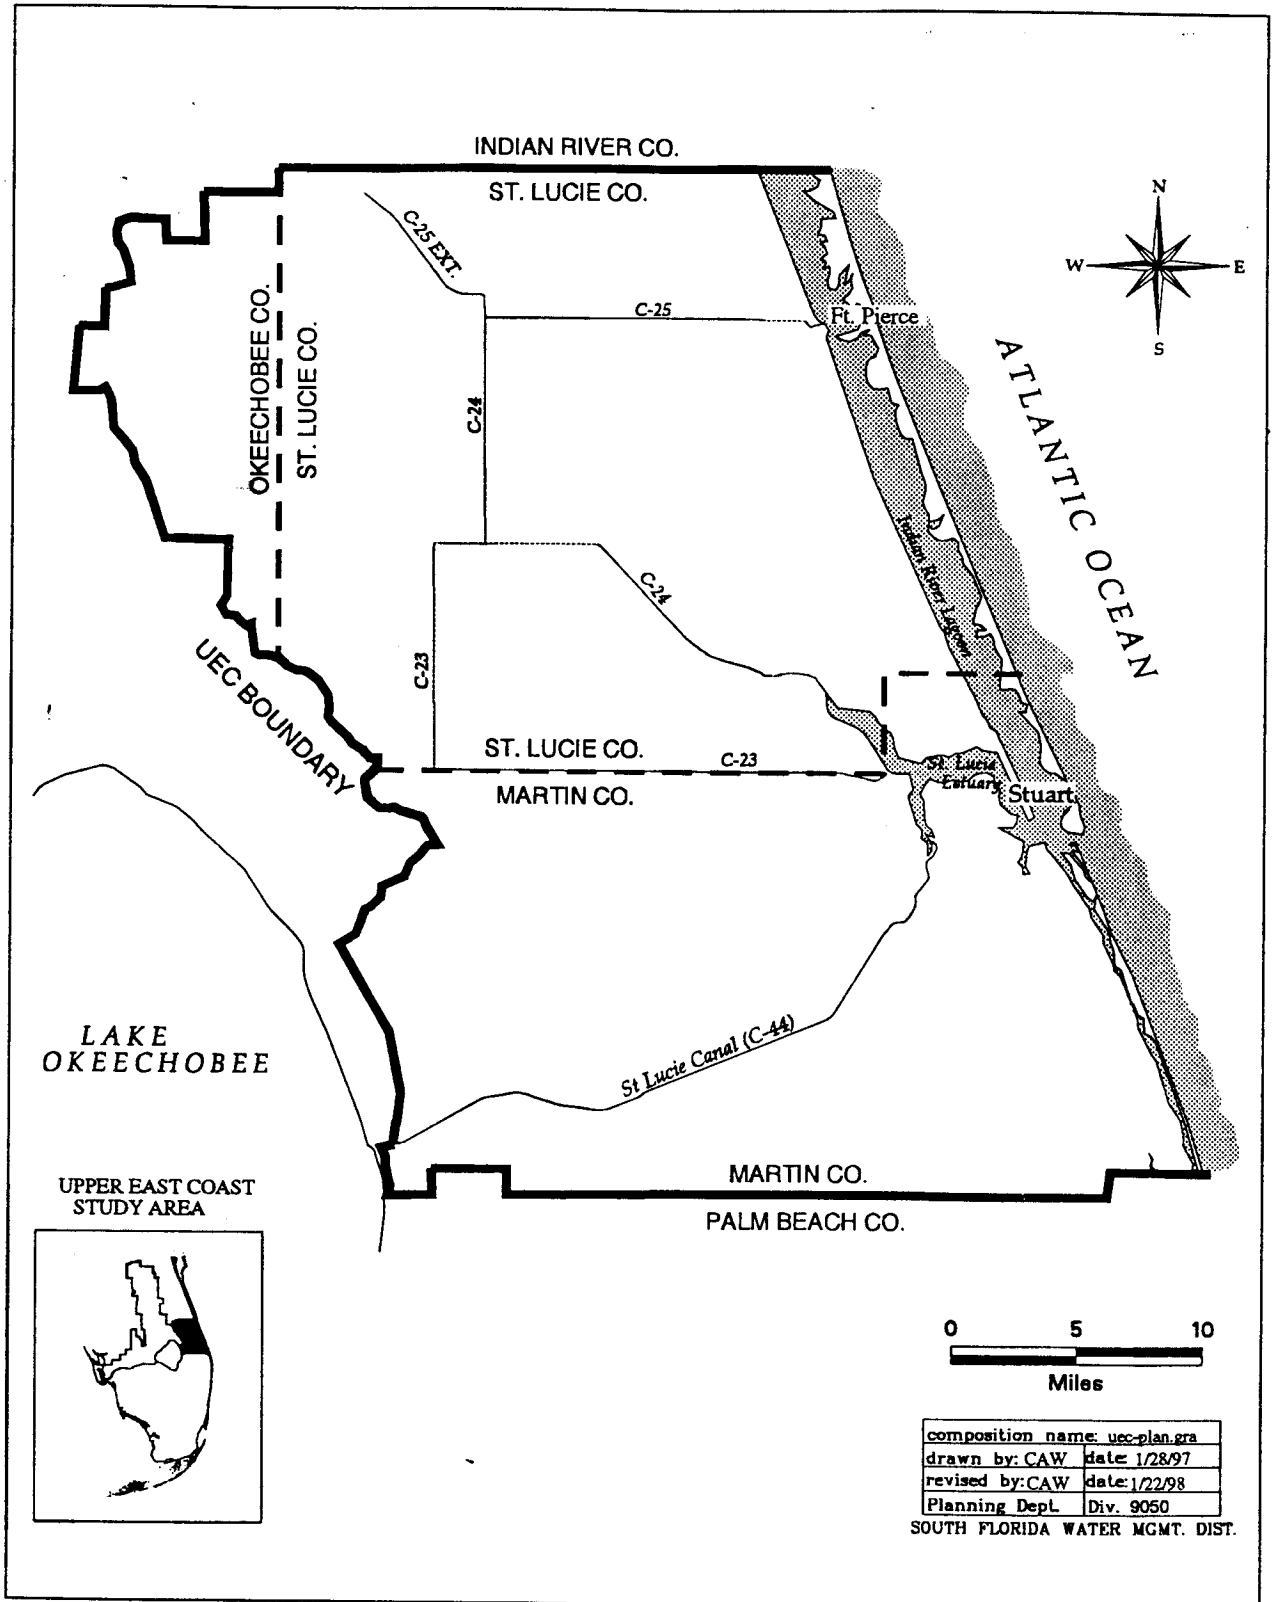 INDIAN RIVER CO.
ST. LUCIE CO.
N
W
E
S
C-25 EXT.
C-25
Ft. Pierce
OKEECHOBEE CO.
ST. LUCIE CO.
C-24
ATLANTIC OCEAN
Indian River Lagoon
C-24
C-23
UEC BOUNDARY
ST. LUCIE CO.
C-23
MARTIN CO.
St. Lucie
Estuary
Stuart
LAKE
OKEECHOBEE
St Lucie Canal (C-44)
MARTIN CO.
PALM BEACH CO.
UPPER EAST COAST
STUDY AREA
0 5 10
Miles
composition name: uec-plan.gra
drawn by: CAW date: 1/28/97
revised by: CAW date: 1/22/98
Planning Dept. Div. 9050
SOUTH FLORIDA WATER MGMT. DIST.